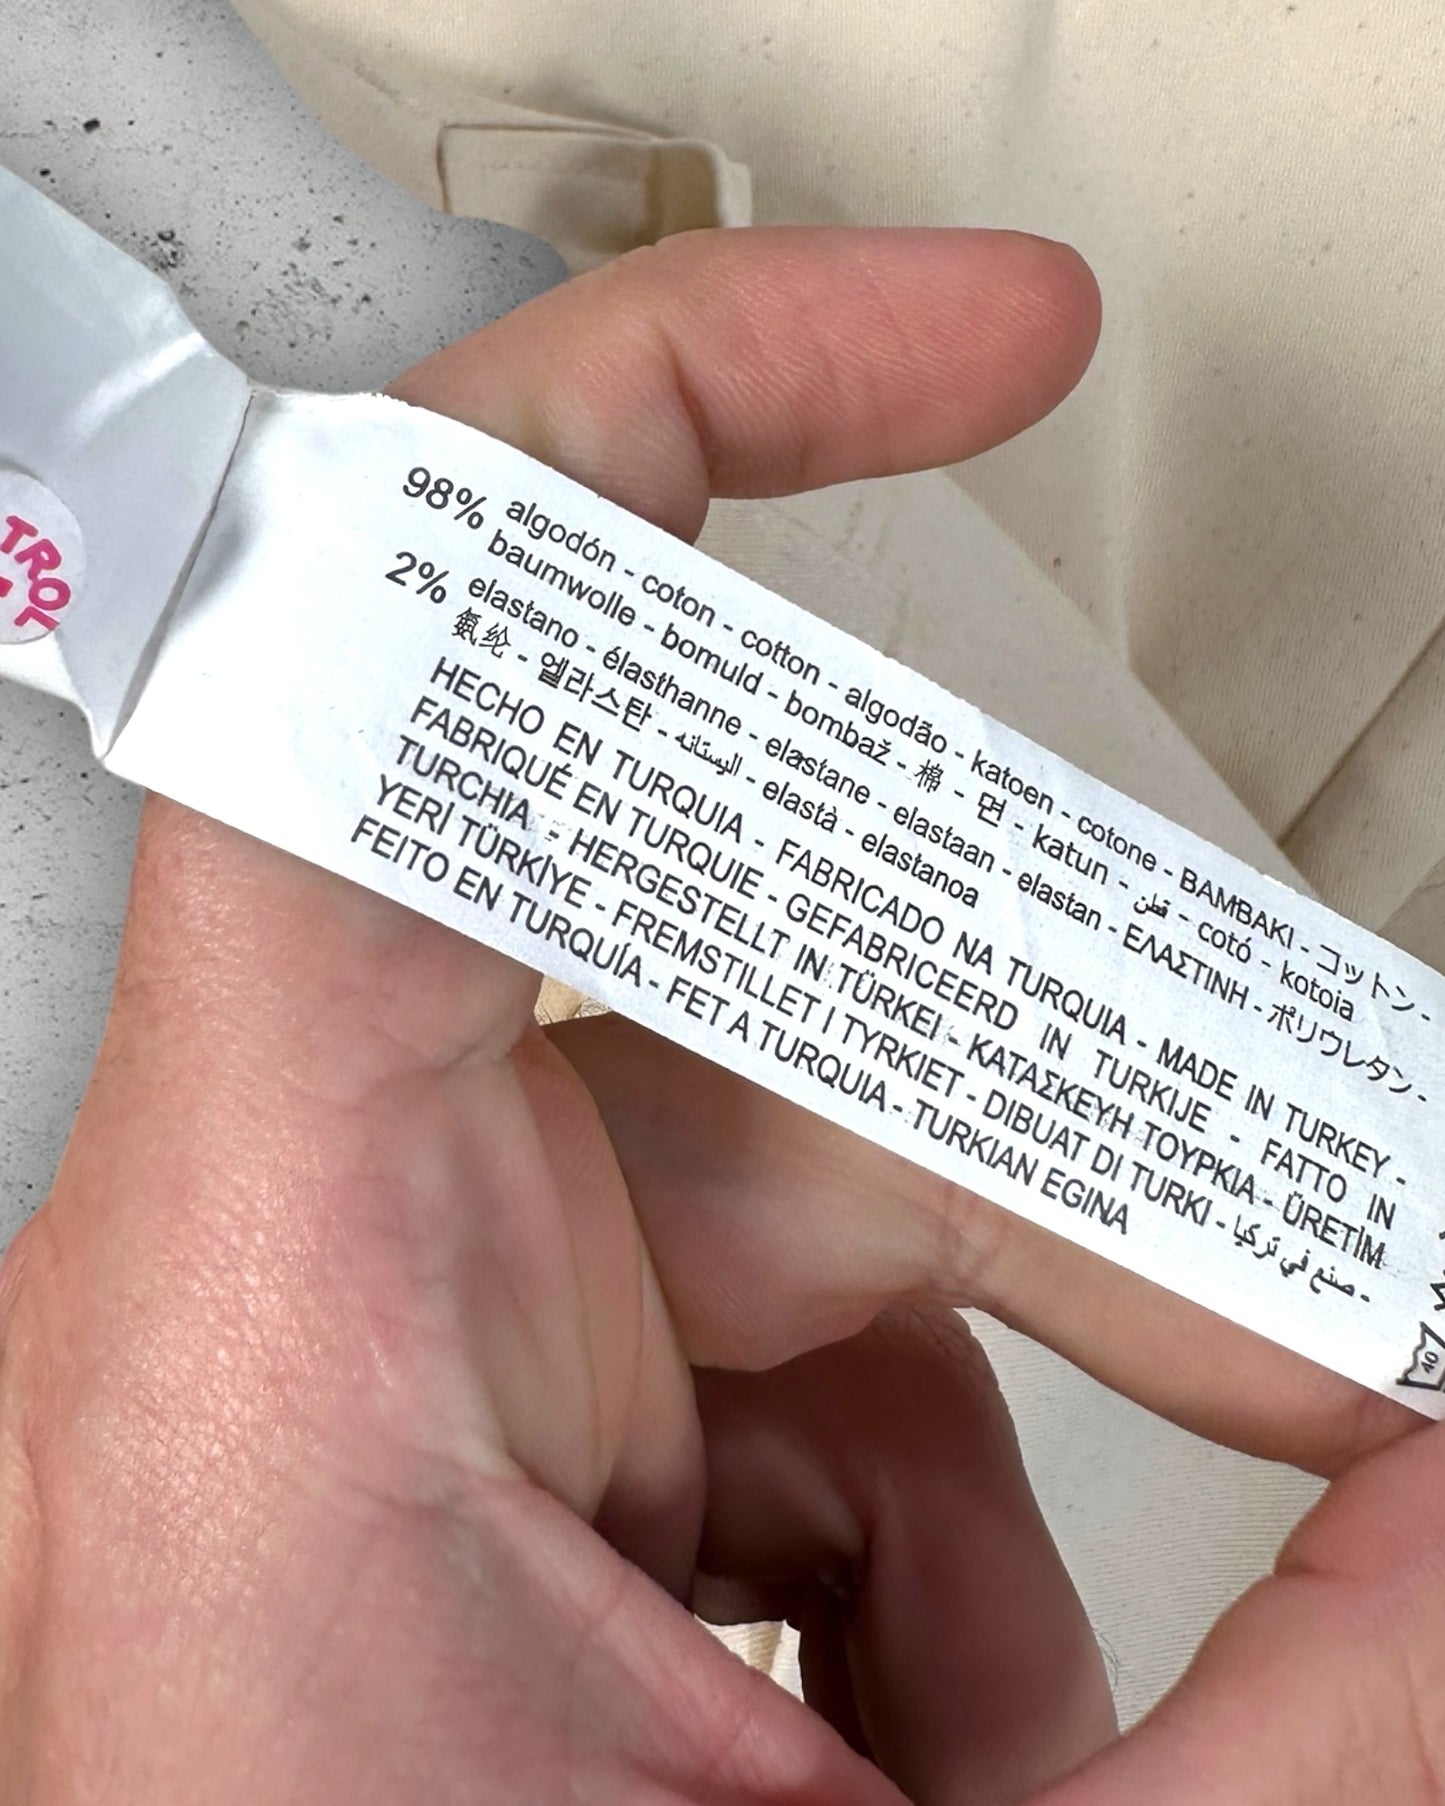 TROL
98% algodón - coton - cotton - algodão - katoen - cotone - BAMBAKI - コットン -
baumwolle - bomuld - bombaž - 棉 - 면 - katun - قطن - cotó - kotoia
2% elastano - élasthanne - elastane - elastaan - elastan - ΕΛΑΣΤΙΝΗ - ポリウレタン -
氨纶 - 엘라스탄 - اليستانه - elastà - elastanoa
HECHO EN TURQUIA - FABRICADO NA TURQUIA - MADE IN TURKEY -
FABRIQUÉ EN TURQUIE - GEFABRICEERD IN TURKIJE - FATTO IN
TURCHIA - HERGESTELLT IN TÜRKEI - ΚΑΤΑΣΚΕΥΗ ΤΟΥΡΚΙΑ - ÜRETİM
YERİ TÜRKİYE - FREMSTILLET I TYRKIET - DIBUAT DI TURKI - صنع في تركيا -
FEITO EN TURQUÍA - FET A TURQUIA - TURKIAN EGINA
40